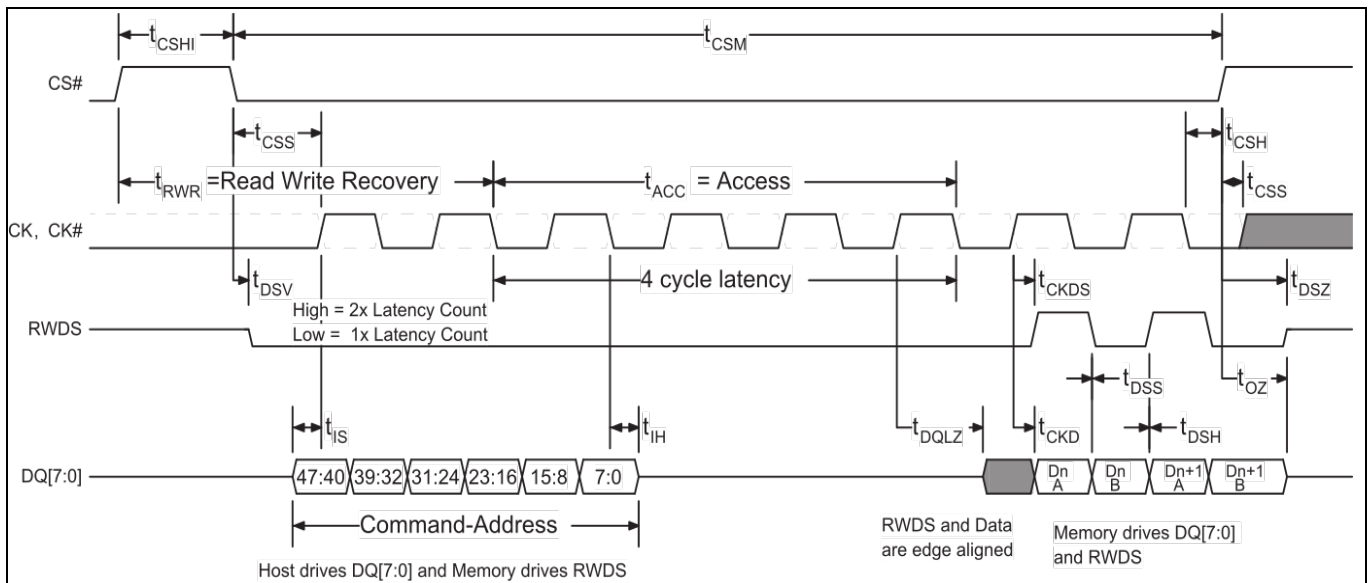 tCSHI
tCSM
CS#
tCSS
tCSH
tRWR =Read Write Recovery
tACC = Access
tCSS
CK, CK#
tDSV
4 cycle latency
tCKDS
tDSZ
High = 2x Latency Count
RWDS
Low = 1x Latency Count
tDSS
tOZ
tIS
tIH
tDQLZ
tCKD
tDSH
DQ[7:0]
47:40 39:32 31:24 23:16 15:8 7:0
Dn A
Dn B
Dn+1 A
Dn+1 B
Command-Address
RWDS and Data
are edge aligned
Memory drives DQ[7:0]
and RWDS
Host drives DQ[7:0] and Memory drives RWDS